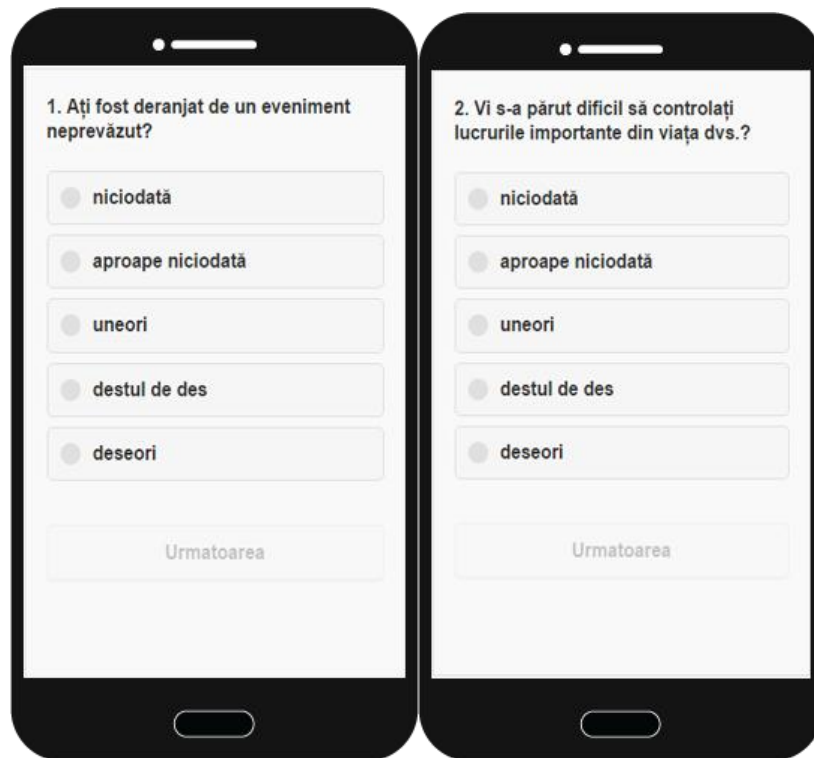 1. Ați fost deranjat de un eveniment
neprevăzut?
niciodată
aproape niciodată
uneori
destul de des
deseori
Urmatoarea
2. Vi s-a părut dificil să controlați
lucrurile importante din viața dvs.?
niciodată
aproape niciodată
uneori
destul de des
deseori
Urmatoarea